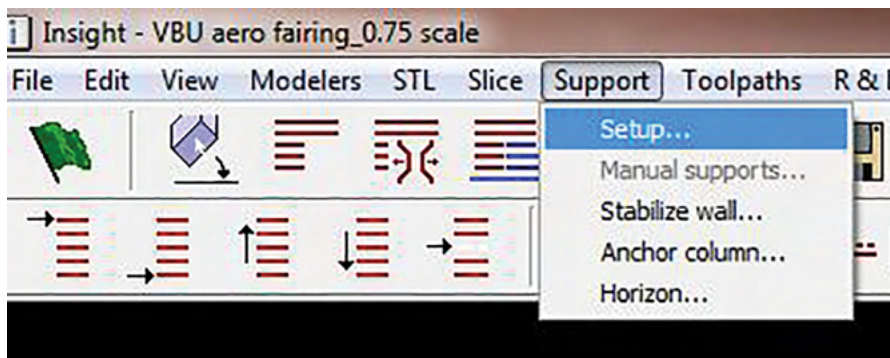 Insight - VBU aero fairing_0.75 scale
File Edit View Modelers STL Slice Support Toolpaths R &
Setup...
Manual supports...
Stabilize wall...
Anchor column...
Horizon...